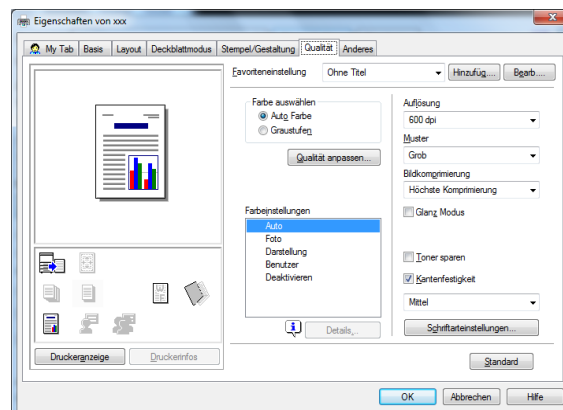 Eigenschaften von xxx
My Tab Basis Layout Deckblattmodus Stempel/Gestaltung Qualität Anderes
Favoriteneinstellung Ohne Titel Hinzufüg.... Bearb....
Farbe auswählen
Auto Farbe
Graustufen
Qualität anpassen...
Farbeinstellungen
Auto
Foto
Darstellung
Benutzer
Deaktivieren
Details...
Auflösung
600 dpi
Muster
Grob
Bildkomprimierung
Höchste Komprimierung
Glanz Modus
Toner sparen
Kantenfestigkeit
Mittel
Schriftarteinstellungen...
Druckeranzeige Druckerinfos
Standard
OK Abbrechen Hilfe